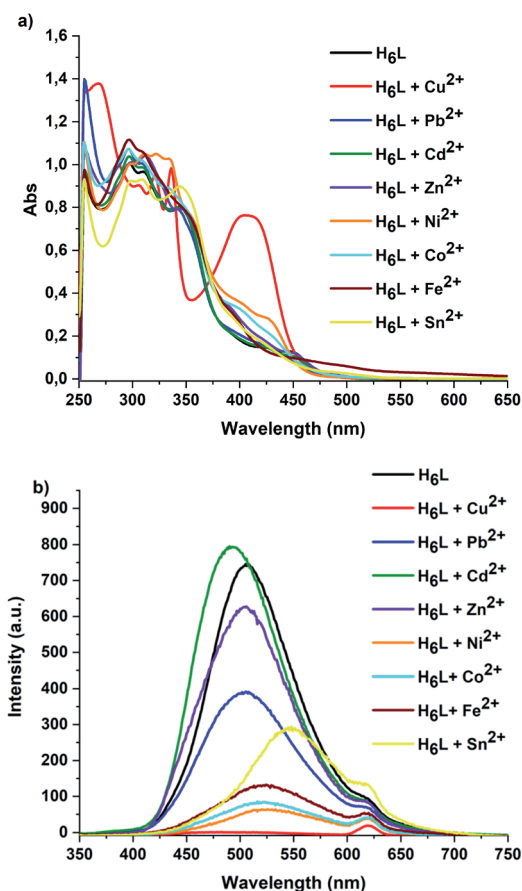 a)
1,6
1,4
1,2
1,0
0,8
0,6
0,4
0,2
0,0
Abs
250 300 350 400 450 500 550 600 650
Wavelength (nm)
H6L
H6L + Cu2+
H6L + Pb2+
H6L + Cd2+
H6L + Zn2+
H6L + Ni2+
H6L + Co2+
H6L + Fe2+
H6L + Sn2+
b)
900
800
700
600
500
400
300
200
100
0
Intensity (a.u.)
350 400 450 500 550 600 650 700 750
Wavelength (nm)
H6L
H6L + Cu2+
H6L + Pb2+
H6L + Cd2+
H6L + Zn2+
H6L + Ni2+
H6L+ Co2+
H6L+ Fe2+
H6L + Sn2+